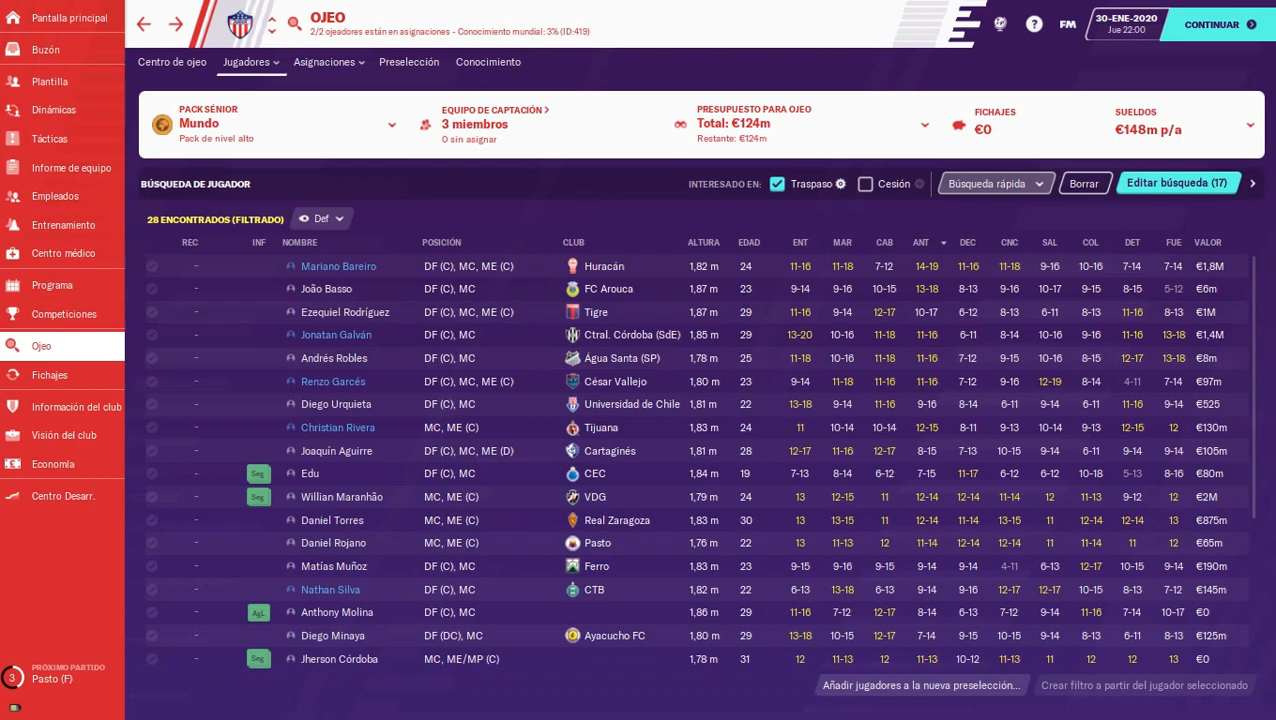 Pantalla principal
Buzón
Plantilla
Dinámicas
Tácticas
Informe de equipo
Empleados
Entrenamiento
Centro médico
Programa
Competiciones
Ojeo
Fichajes
Información del club
Visión del club
Economía
Centro Desarr.
3 PRÓXIMO PARTIDO
Pasto (F)
OJEO
2/2 ojeadores están en asignaciones - Conocimiento mundial: 3% (ID:419)
? FM 30-ENE-2020
Jue 22:00
CONTINUAR
Centro de ojeo Jugadores Asignaciones Preselección Conocimiento
PACK SÉNIOR
Mundo
Pack de nivel alto
EQUIPO DE CAPTACIÓN
3 miembros
0 sin asignar
PRESUPUESTO PARA OJEO
Total: €124m
Restante: €124m
FICHAJES
€0
SUELDOS
€148m p/a
BÚSQUEDA DE JUGADOR INTERESADO EN: Traspaso Cesión Búsqueda rápida Borrar Editar búsqueda (17)
28 ENCONTRADOS (FILTRADO) Def
REC INF NOMBRE POSICIÓN CLUB ALTURA EDAD ENT MAR CAB ANT DEC CNC SAL COL DET FUE VALOR
- Mariano Bareiro DF (C), MC, ME (C) Huracán 1,82 m 24 11-16 11-18 7-12 14-19 11-16 11-18 9-16 10-16 7-14 7-14 €1,8M
- João Basso DF (C), MC FC Arouca 1,87 m 23 9-14 9-16 10-15 13-18 8-13 9-16 10-17 9-15 8-15 5-12 €6m
- Ezequiel Rodríguez DF (C), MC, ME (C) Tigre 1,87 m 29 11-16 9-14 12-17 10-17 6-12 8-13 6-11 8-13 11-16 8-13 €1M
- Jonatan Galván DF (C), MC Ctral. Córdoba (SdE) 1,85 m 29 13-20 10-16 11-18 11-16 6-11 8-14 10-16 9-16 11-16 13-18 €1,4M
- Andrés Robles DF (C), MC Água Santa (SP) 1,78 m 25 11-18 10-16 11-18 11-16 7-12 9-15 10-16 8-15 12-17 13-18 €8m
- Renzo Garcés DF (C), MC, ME (C) César Vallejo 1,80 m 23 9-14 11-18 11-16 11-16 7-12 9-16 12-19 8-14 4-11 7-14 €97m
- Diego Urquieta DF (C), MC Universidad de Chile 1,81 m 22 13-18 9-14 11-16 9-16 8-14 6-11 9-14 6-11 11-16 9-14 €525
- Christian Rivera MC, ME (C) Tijuana 1,83 m 24 11 10-14 10-14 12-15 8-11 9-13 10-14 9-13 12-15 12 €130m
- Joaquín Aguirre DF (C), MC, ME (D) Cartaginés 1,81 m 28 12-17 11-16 12-17 8-15 7-13 10-15 9-14 6-11 9-14 9-14 €105m
- Seg Edu DF (C), MC CEC 1,84 m 19 7-13 8-14 6-12 7-15 11-17 6-12 6-12 10-18 5-13 8-16 €80m
- Seg Willian Maranhão MC, ME (C) VDG 1,79 m 24 13 12-15 11 12-14 12-14 11-14 12 11-13 9-12 12 €2M
- Daniel Torres MC, ME (C) Real Zaragoza 1,83 m 30 13 13-15 11 12-14 11-14 13-15 11 12-14 12-14 13 €875m
- Daniel Rojano MC, ME (C) Pasto 1,76 m 22 13 11-13 12 11-14 12-14 12-14 11 11-14 11 12 €65m
- Matías Muñoz DF (C), MC Ferro 1,83 m 23 9-15 9-16 9-15 9-14 9-14 4-11 6-13 12-17 10-15 9-14 €190m
- Nathan Silva DF (C), MC CTB 1,82 m 22 6-13 13-18 6-13 9-14 9-16 12-17 12-17 10-15 8-13 7-12 €145m
- AgL Anthony Molina DF (C), MC 1,86 m 29 11-16 7-12 12-17 8-14 6-13 7-12 9-14 11-16 7-14 10-17 €0
- Diego Minaya DF (DC), MC Ayacucho FC 1,80 m 29 13-18 10-15 12-17 7-14 9-15 10-15 9-14 8-13 6-11 8-13 €125m
- Seg Jherson Córdoba MC, ME/MP (C) 1,78 m 31 12 11-13 12 11-13 10-12 11-13 11 12 12 13 €0
Añadir jugadores a la nueva preselección... Crear filtro a partir del jugador seleccionado